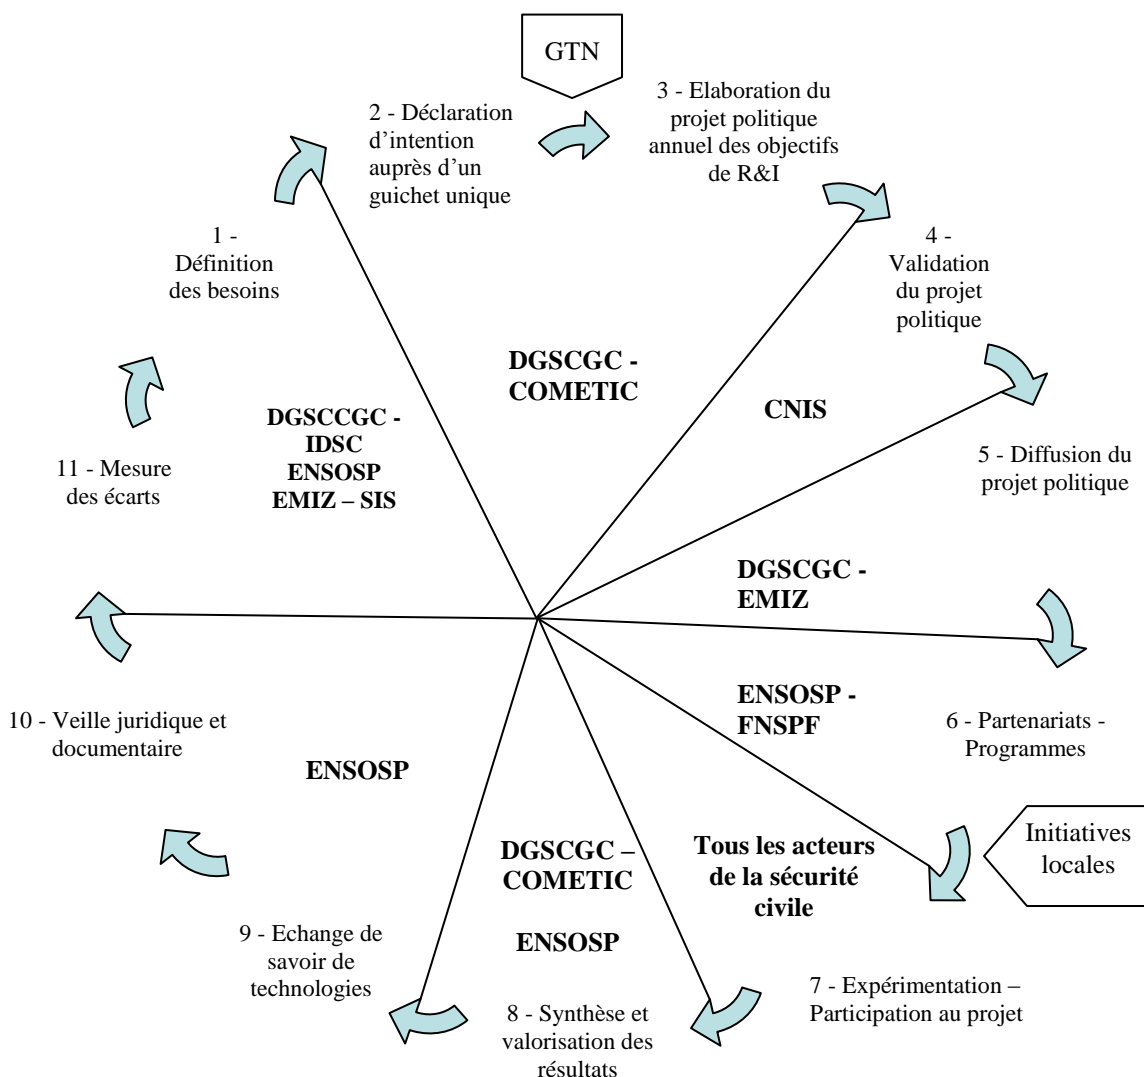 GTN
2 - Déclaration
d'intention
auprès d'un
guichet unique
3 - Elaboration du
projet politique
annuel des objectifs
de R&I
1 -
Définition
des besoins
4 -
Validation
du projet
politique
DGSCGC -
COMETIC
CNIS
DGSCCGC -
IDSC
ENSOSP
EMIZ – SIS
11 - Mesure
des écarts
5 - Diffusion du
projet politique
DGSCGC -
EMIZ
ENSOSP -
FNSPF
6 - Partenariats -
Programmes
10 - Veille juridique et
documentaire
ENSOSP
Initiatives
locales
Tous les acteurs
de la sécurité
civile
DGSCGC –
COMETIC
ENSOSP
9 - Echange de
savoir de
technologies
7 - Expérimentation –
Participation au projet
8 - Synthèse et
valorisation des
résultats